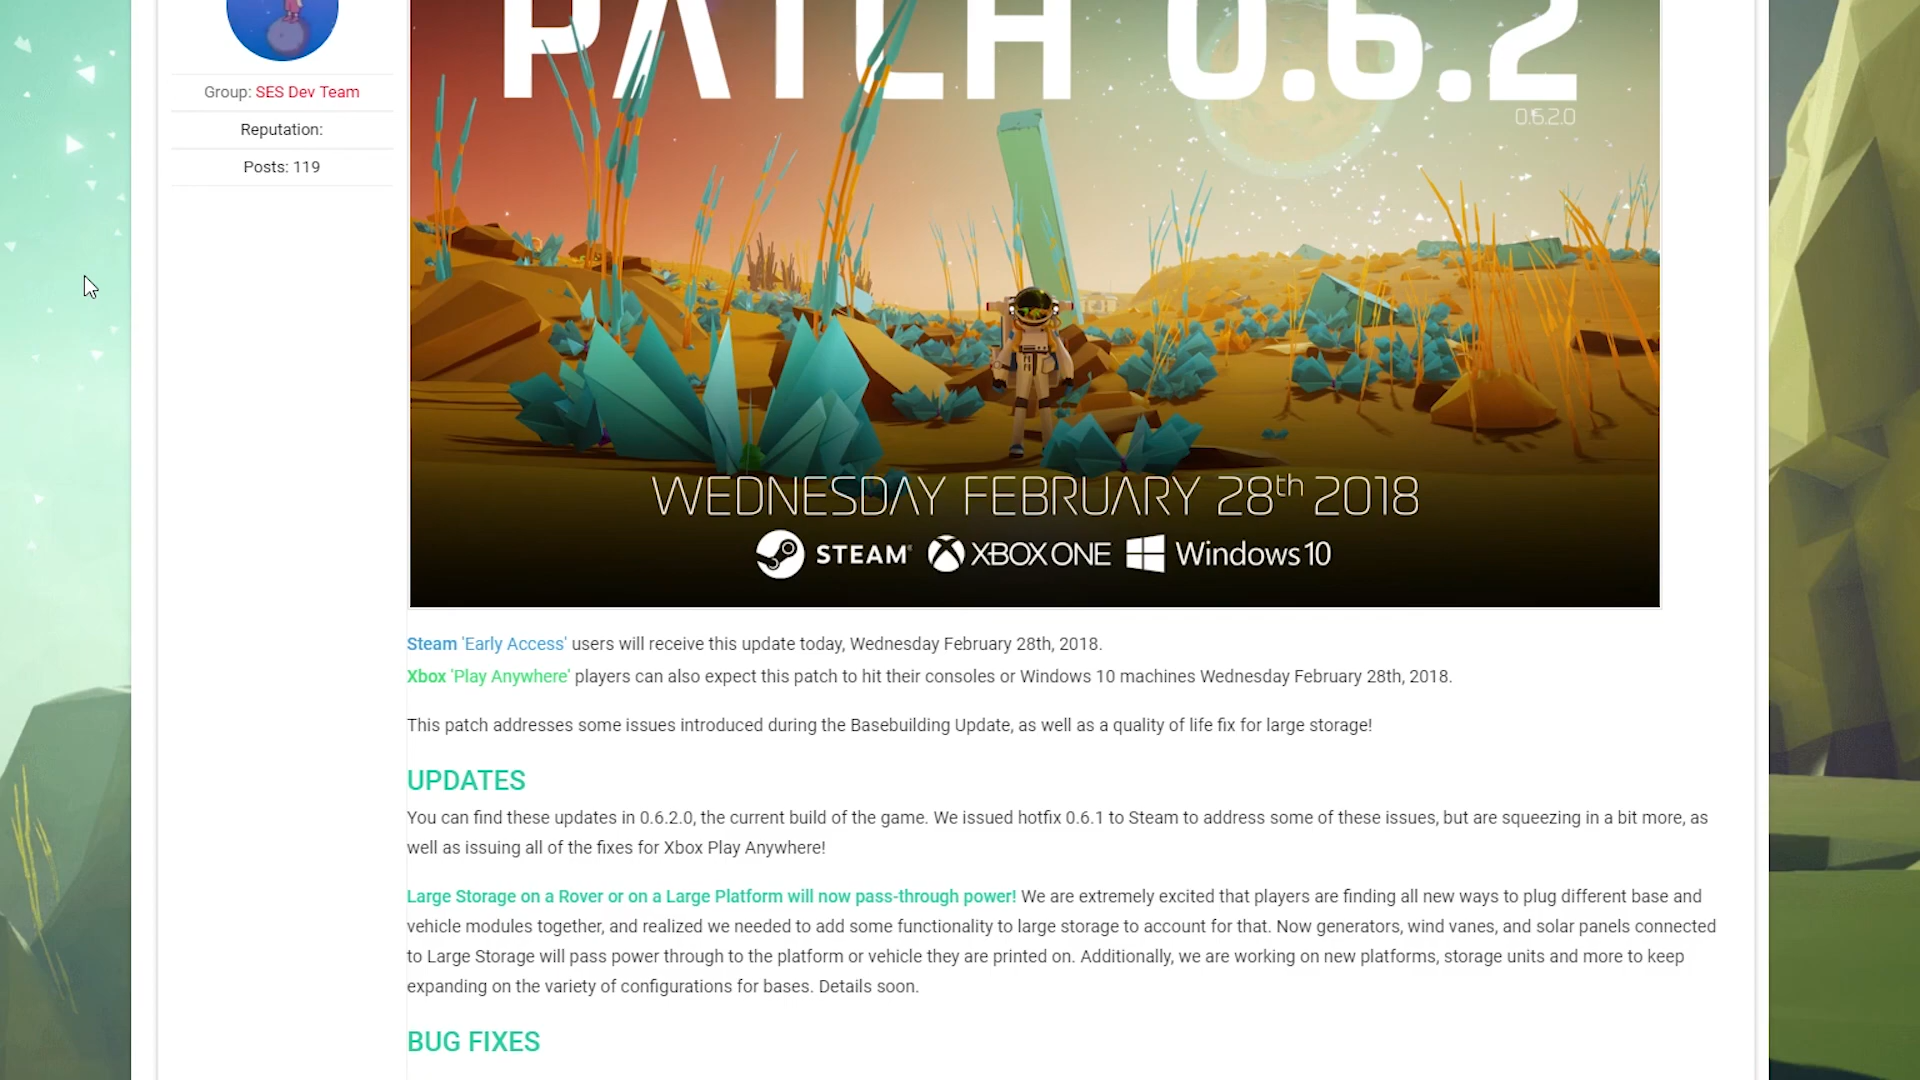 PATCH 0.6.2
0.6.2.0
Group: SES Dev Team
Reputation:
Posts: 119
WEDNESDAY FEBRUARY 28th 2018
STEAM XBOX ONE Windows 10
Steam 'Early Access' users will receive this update today, Wednesday February 28th, 2018.
Xbox 'Play Anywhere' players can also expect this patch to hit their consoles or Windows 10 machines Wednesday February 28th, 2018.
This patch addresses some issues introduced during the Basebuilding Update, as well as a quality of life fix for large storage!
UPDATES
You can find these updates in 0.6.2.0, the current build of the game. We issued hotfix 0.6.1 to Steam to address some of these issues, but are squeezing in a bit more, as
well as issuing all of the fixes for Xbox Play Anywhere!
Large Storage on a Rover or on a Large Platform will now pass-through power! We are extremely excited that players are finding all new ways to plug different base and
vehicle modules together, and realized we needed to add some functionality to large storage to account for that. Now generators, wind vanes, and solar panels connected
to Large Storage will pass power through to the platform or vehicle they are printed on. Additionally, we are working on new platforms, storage units and more to keep
expanding on the variety of configurations for bases. Details soon.
BUG FIXES